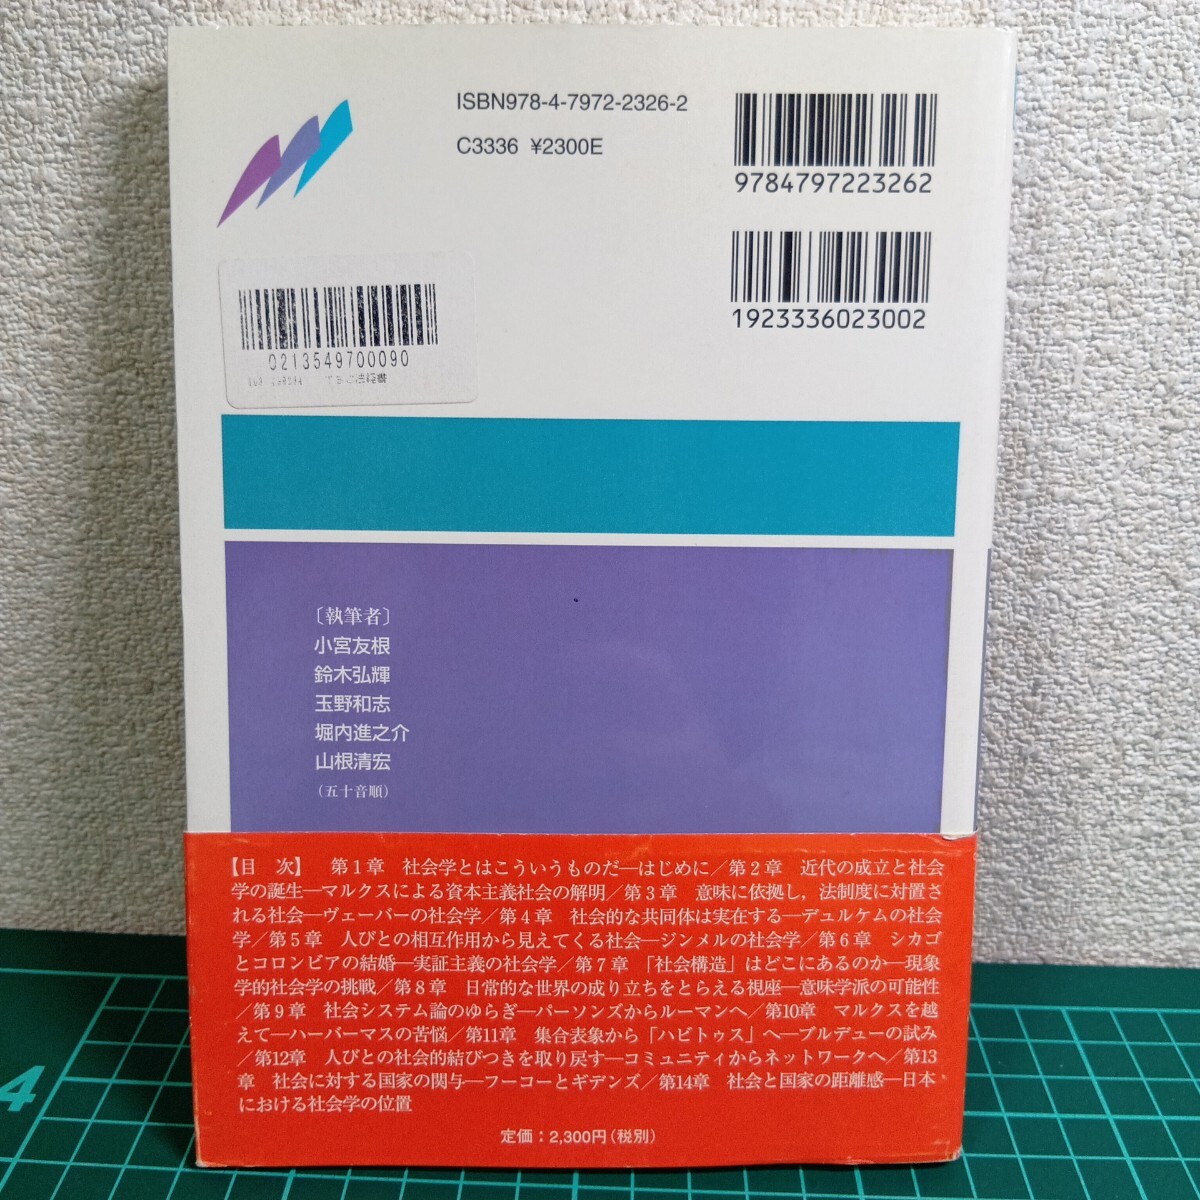 ISBN978-4-7972-2326-2
C3336 ¥2300E
9784797223262
1923336023002
0213549700090
〔執筆者〕
小宮友根
鈴木弘輝
玉野和志
堀内進之介
山根清宏
（五十音順）
【目 次】 第1章 社会学とはこういうものだ―はじめに／第2章 近代の成立と社会
学の誕生―マルクスによる資本主義社会の解明／第3章 意味に依拠し，法制度に対置さ
れる社会―ヴェーバーの社会学／第4章 社会的な共同体は実在する―デュルケムの社会
学／第5章 人びとの相互作用から見えてくる社会―ジンメルの社会学／第6章 シカゴ
とコロンビアの結婚―実証主義の社会学／第7章 「社会構造」はどこにあるのか―現象
学的社会学の挑戦／第8章 日常的な世界の成り立ちをとらえる視座―意味学派の可能性
／第9章 社会システム論のゆらぎ―パーソンズからルーマンへ／第10章 マルクスを越
えて―ハーバーマスの苦悩／第11章 集合表象から「ハビトゥス」へ―ブルデューの試み
／第12章 人びとの社会的結びつきを取り戻す―コミュニティからネットワークへ／第13
章 社会に対する国家の関与―フーコーとギデンズ／第14章 社会と国家の距離感―日本
における社会学の位置
定価：2,300円（税別）
4